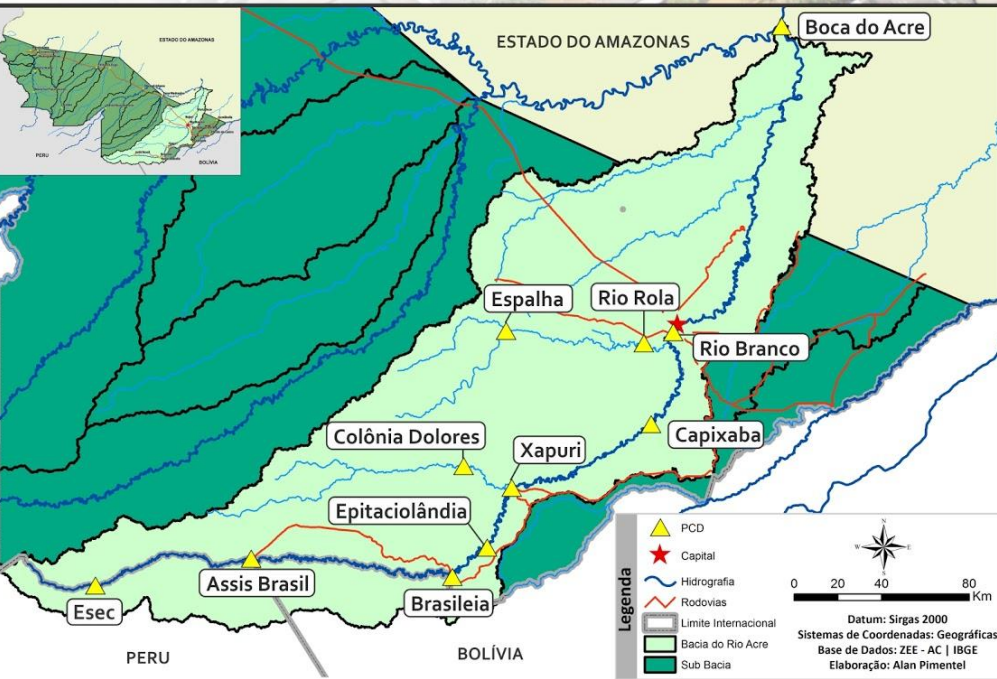 ESTADO DO AMAZONAS
PERU
BOLÍVIA
ESTADO DO AMAZONAS
Boca do Acre
Espalha
Rio Rola
Rio Branco
Colônia Dolores
Xapuri
Capixaba
Epitaciolândia
Esec
Assis Brasil
Brasileia
PERU
BOLÍVIA
Legenda
PCD
Capital
Hidrografia
Rodovias
Limite Internacional
Bacia do Rio Acre
Sub Bacia
N
W
E
S
0 20 40 80
Km
Datum: Sirgas 2000
Sistemas de Coordenadas: Geográficas
Base de Dados: ZEE - AC | IBGE
Elaboração: Alan Pimentel